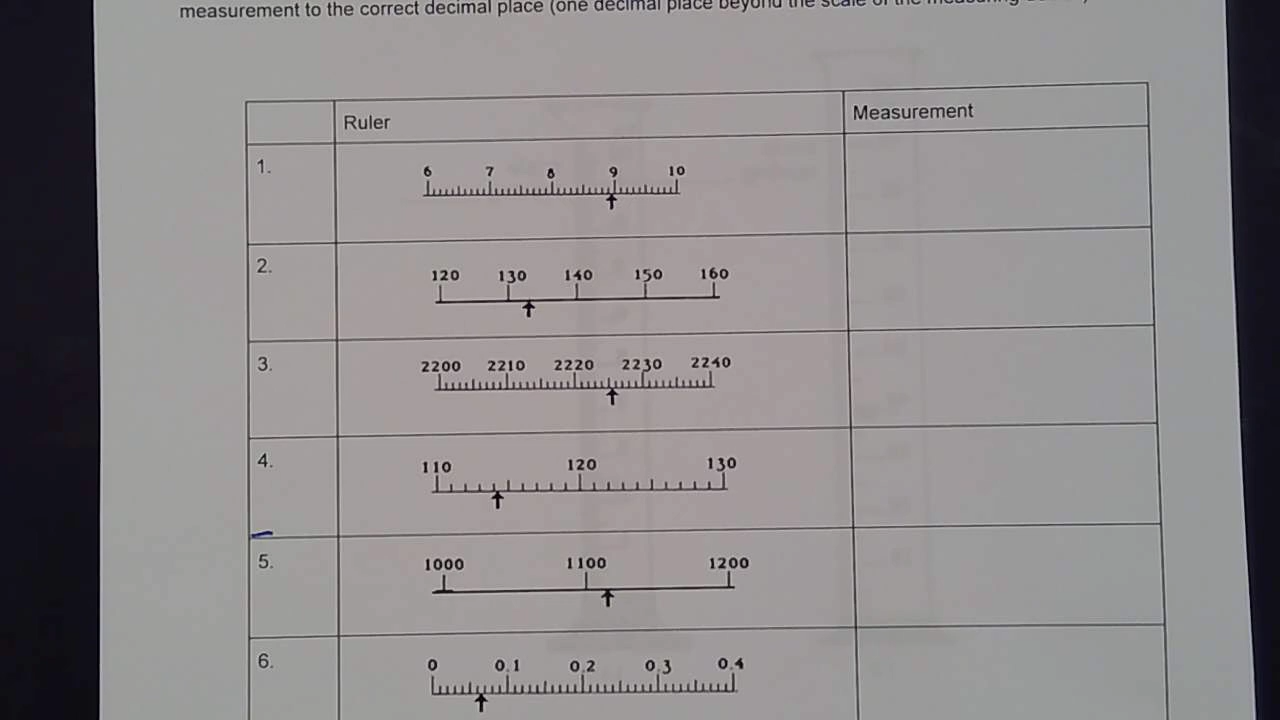 measurement to the correct decimal place (one decimal place beyond the scale of the measuring
Ruler Measurement
1.
6 7 8 9 10
2.
120 130 140 150 160
3.
2200 2210 2220 2230 2240
4.
110 120 130
5.
1000 1100 1200
6.
0 0.1 0.2 0.3 0.4